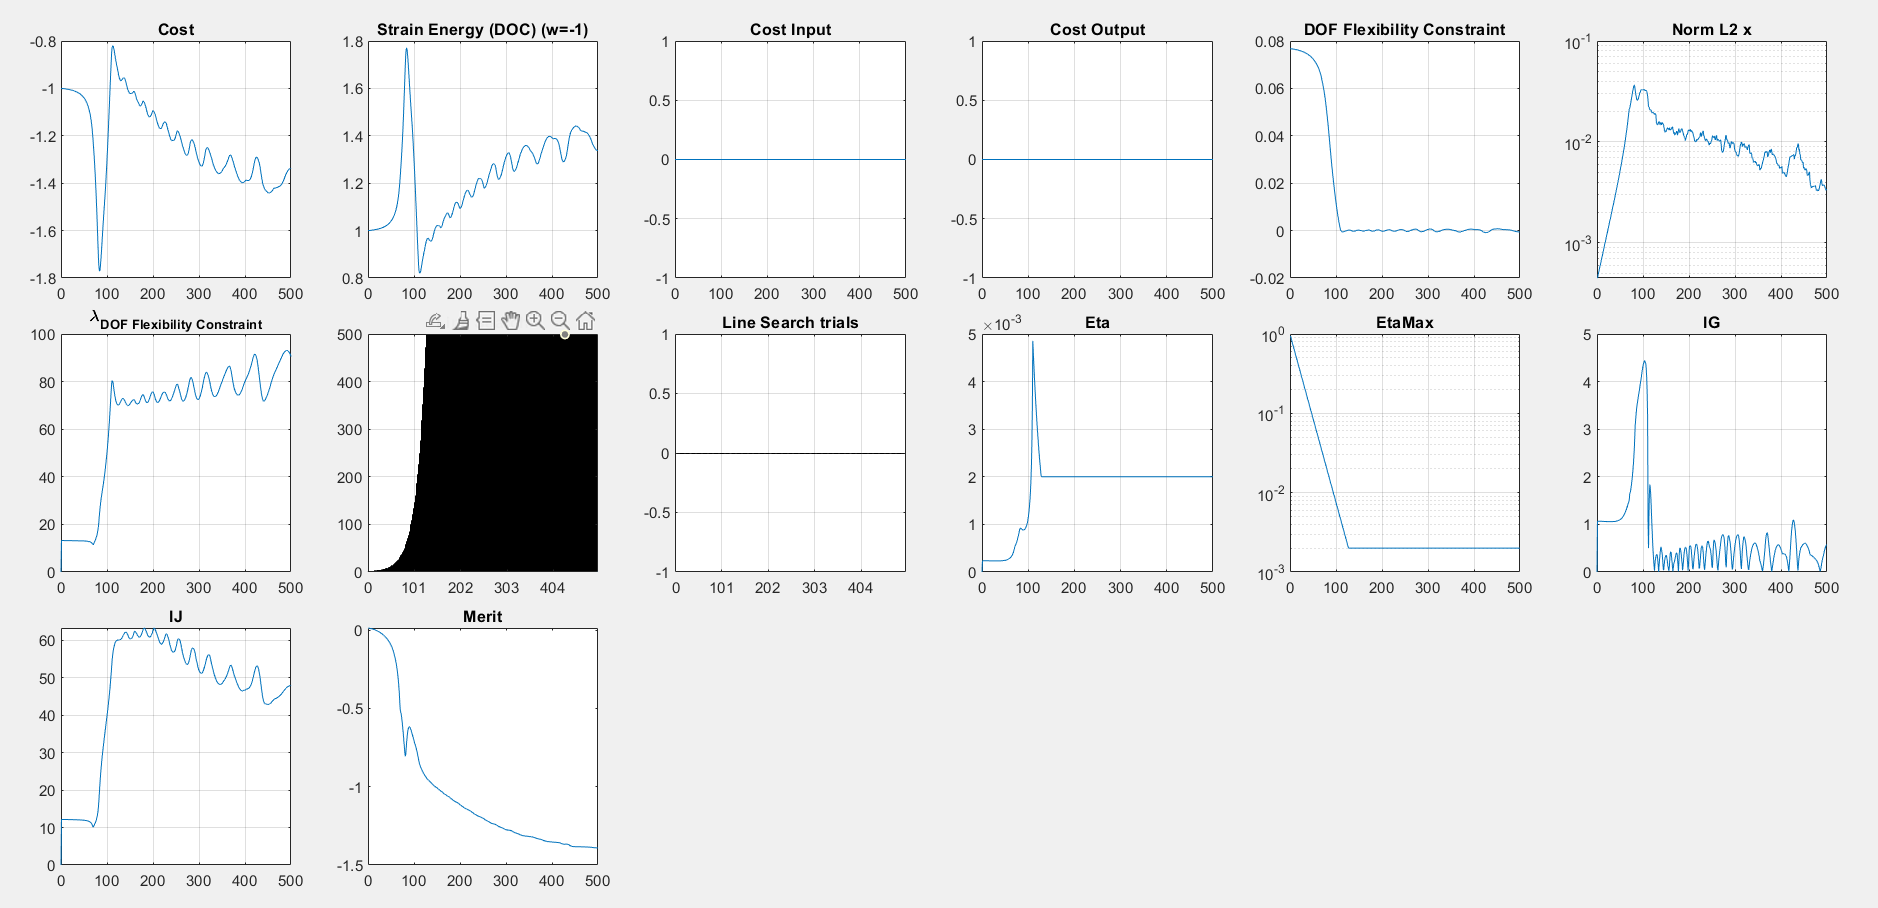 Cost
-0.8
-1
-1.2
-1.4
-1.6
-1.8
0 100 200 300 400 500
Strain Energy (DOC) (w=-1)
1.8
1.6
1.4
1.2
1
0.8
0 100 200 300 400 500
Cost Input
1
0.5
0
-0.5
-1
0 100 200 300 400 500
Cost Output
1
0.5
0
-0.5
-1
0 100 200 300 400 500
DOF Flexibility Constraint
0.08
0.06
0.04
0.02
0
-0.02
0 100 200 300 400 500
Norm L2 x
10-1
10-2
10-3
0 100 200 300 400 500
λDOF Flexibility Constraint
100
80
60
40
20
0
0 100 200 300 400 500
500
400
300
200
100
0
0 101 202 303 404
Line Search trials
1
0.5
0
-0.5
-1
0 101 202 303 404
×10-3 Eta
5
4
3
2
1
0
0 100 200 300 400 500
EtaMax
100
10-1
10-2
10-3
0 100 200 300 400 500
lG
5
4
3
2
1
0
0 100 200 300 400 500
lJ
60
50
40
30
20
10
0
0 100 200 300 400 500
Merit
0
-0.5
-1
-1.5
0 100 200 300 400 500